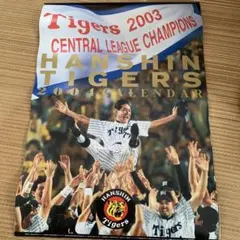 Tigers 2003
CENTRAL LEAGUE CHAMPIONS
HANSHIN
TIGERS
2004 CALENDAR
HANSHIN
Tigers